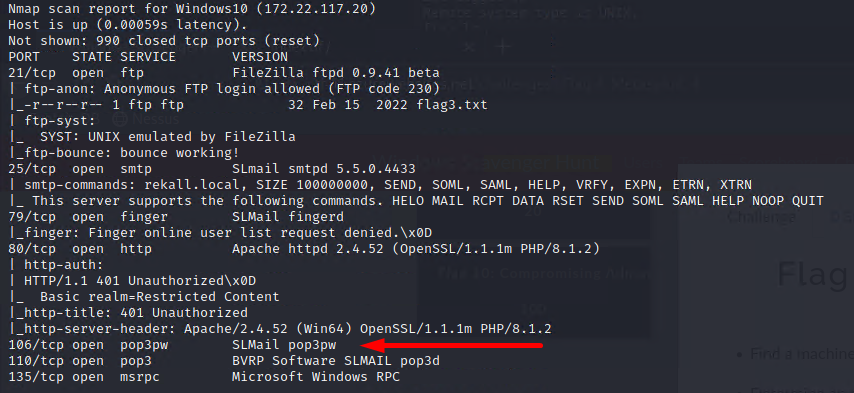 Nmap scan report for Windows10 (172.22.117.20)
Host is up (0.00059s latency).
Not shown: 990 closed tcp ports (reset)
PORT    STATE SERVICE       VERSION
21/tcp  open  ftp           FileZilla ftpd 0.9.41 beta
| ftp-anon: Anonymous FTP login allowed (FTP code 230)
|_-r--r--r-- 1 ftp ftp             32 Feb 15  2022 flag3.txt
| ftp-syst:
|_  SYST: UNIX emulated by FileZilla
|_ftp-bounce: bounce working!
25/tcp  open  smtp          SLmail smtpd 5.5.0.4433
| smtp-commands: rekall.local, SIZE 100000000, SEND, SOML, SAML, HELP, VRFY, EXPN, ETRN, XTRN
|_ This server supports the following commands. HELO MAIL RCPT DATA RSET SEND SOML SAML HELP NOOP QUIT
79/tcp  open  finger        SLMail fingerd
|_finger: Finger online user list request denied.\x0D
80/tcp  open  http          Apache httpd 2.4.52 (OpenSSL/1.1.1m PHP/8.1.2)
| http-auth:
| HTTP/1.1 401 Unauthorized\x0D
|_  Basic realm=Restricted Content
|_http-title: 401 Unauthorized
|_http-server-header: Apache/2.4.52 (Win64) OpenSSL/1.1.1m PHP/8.1.2
106/tcp open  pop3pw        SLMail pop3pw
110/tcp open  pop3          BVRP Software SLMAIL pop3d
135/tcp open  msrpc         Microsoft Windows RPC
Remote system type is UNIX.
Nessus
Challenge
Flag
Find a machine